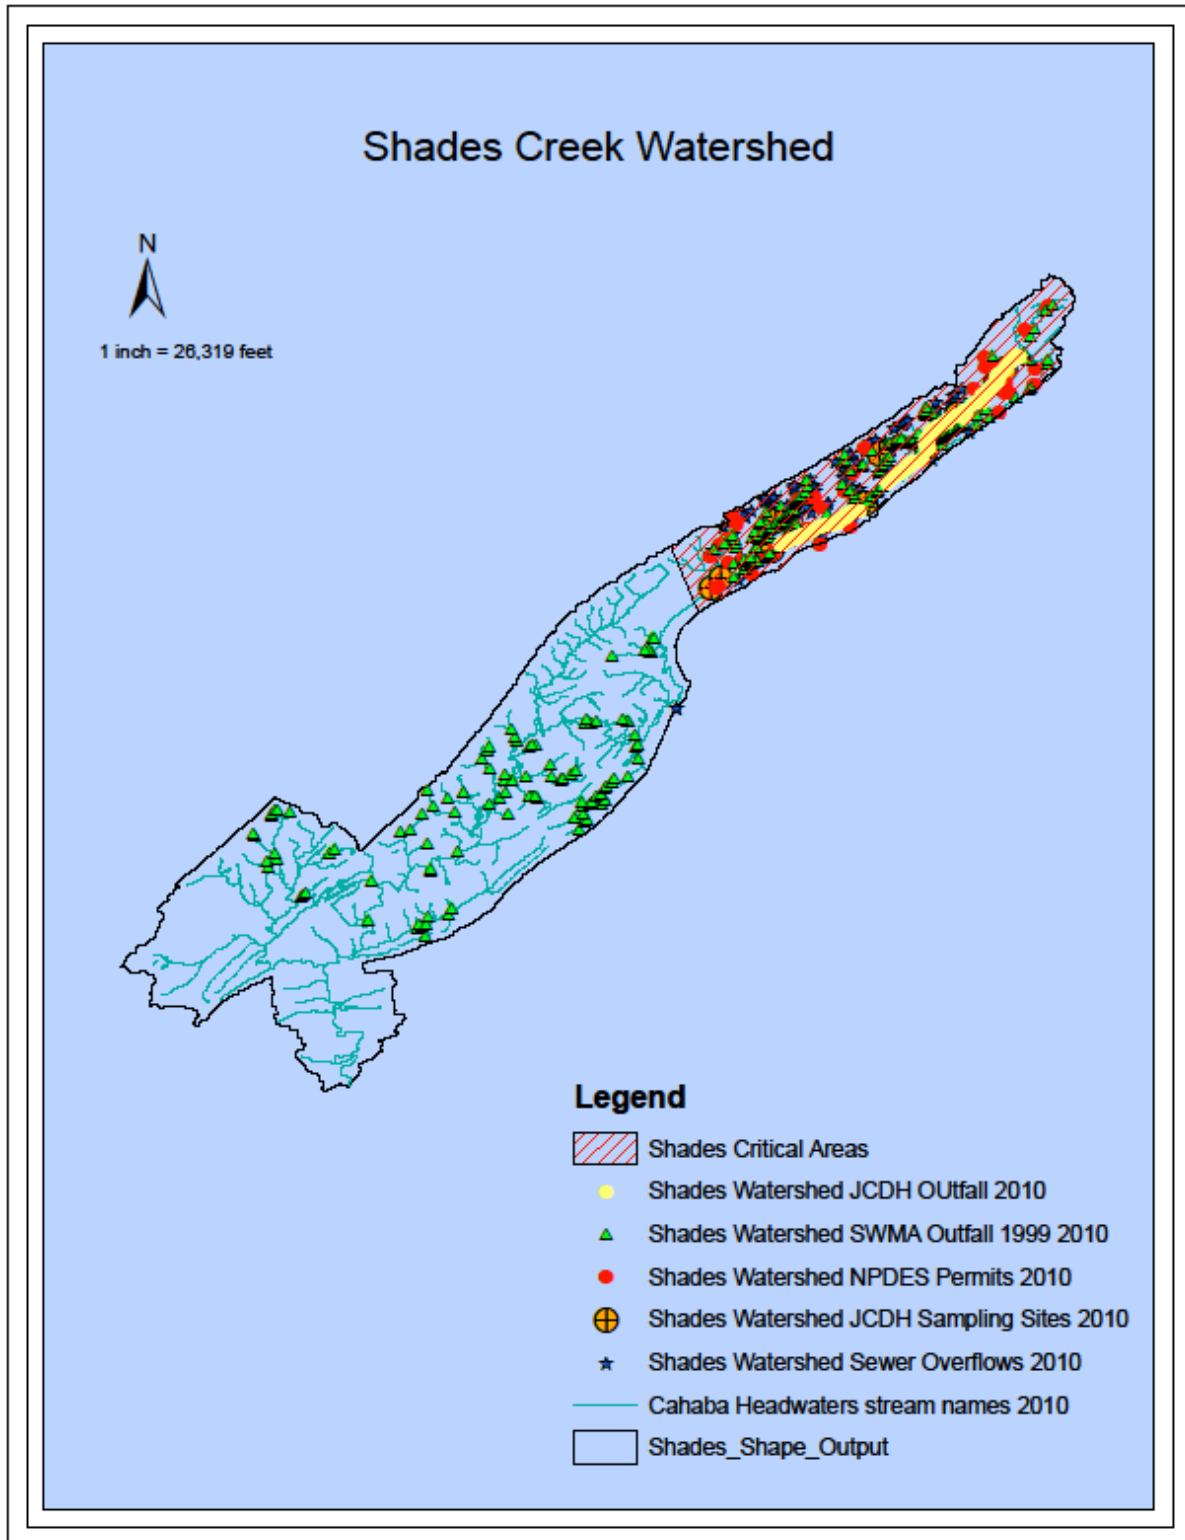 Shades Creek Watershed
N
1 inch = 26,319 feet
Legend
Shades Critical Areas
Shades Watershed JCDH OUtfall 2010
Shades Watershed SWMA Outfall 1999 2010
Shades Watershed NPDES Permits 2010
Shades Watershed JCDH Sampling Sites 2010
Shades Watershed Sewer Overflows 2010
Cahaba Headwaters stream names 2010
Shades_Shape_Output